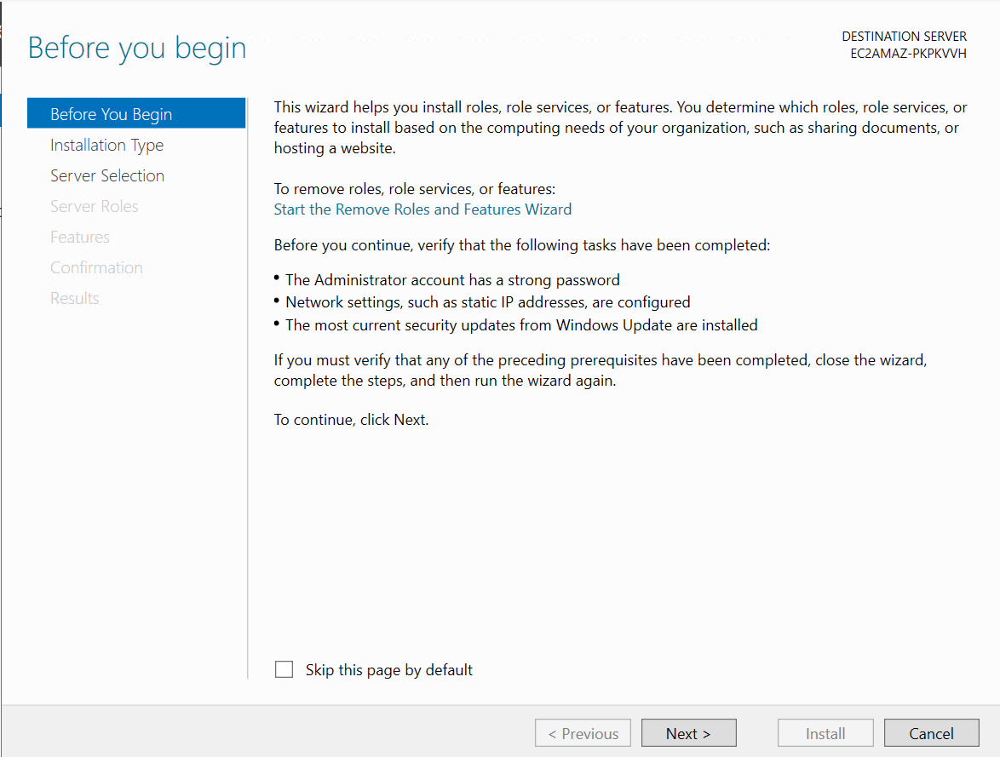 Before you begin
DESTINATION SERVER
EC2AMAZ-PKPKVVH
Before You Begin
Installation Type
Server Selection
Server Roles
Features
Confirmation
Results
This wizard helps you install roles, role services, or features. You determine which roles, role services, or
features to install based on the computing needs of your organization, such as sharing documents, or
hosting a website.
To remove roles, role services, or features:
Start the Remove Roles and Features Wizard
Before you continue, verify that the following tasks have been completed:
• The Administrator account has a strong password
• Network settings, such as static IP addresses, are configured
• The most current security updates from Windows Update are installed
If you must verify that any of the preceding prerequisites have been completed, close the wizard,
complete the steps, and then run the wizard again.
To continue, click Next.
Skip this page by default
< Previous
Next >
Install
Cancel